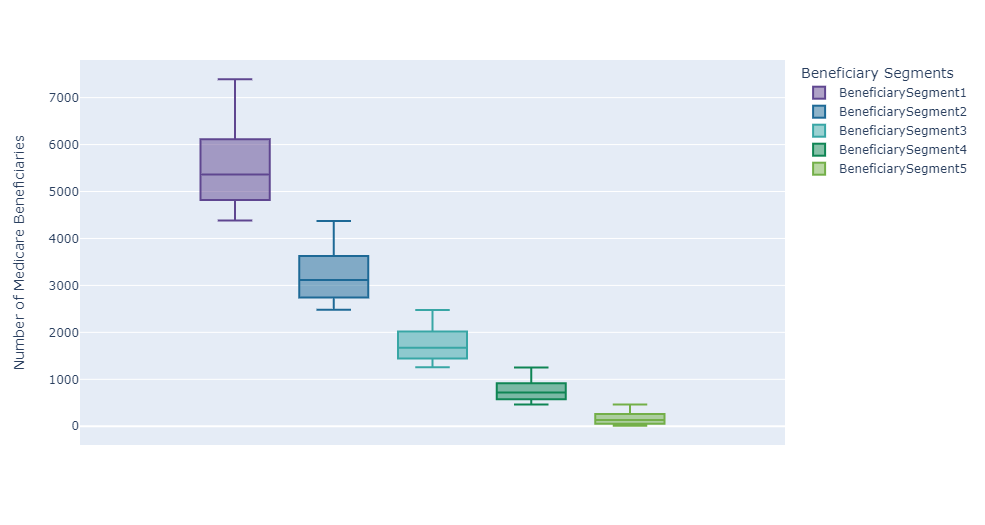 Number of Medicare Beneficiaries
7000
6000
5000
4000
3000
2000
1000
0
Beneficiary Segments
BeneficiarySegment1
BeneficiarySegment2
BeneficiarySegment3
BeneficiarySegment4
BeneficiarySegment5